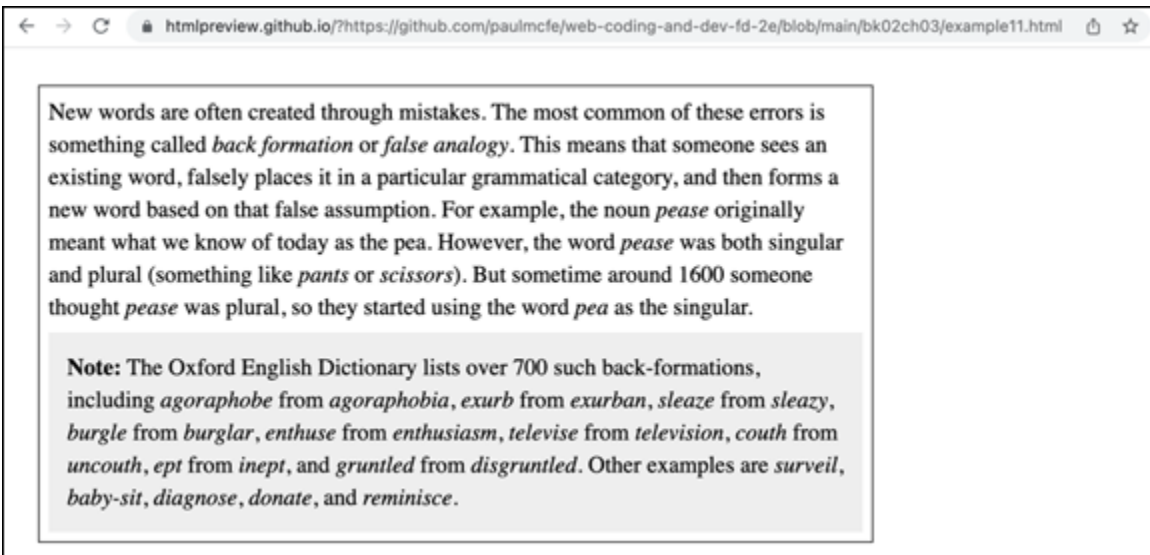 htmlpreview.github.io/?https://github.com/paulmcfe/web-coding-and-dev-fd-2e/blob/main/bk02ch03/example11.html
New words are often created through mistakes. The most common of these errors is
something called back formation or false analogy. This means that someone sees an
existing word, falsely places it in a particular grammatical category, and then forms a
new word based on that false assumption. For example, the noun pease originally
meant what we know of today as the pea. However, the word pease was both singular
and plural (something like pants or scissors). But sometime around 1600 someone
thought pease was plural, so they started using the word pea as the singular.
Note: The Oxford English Dictionary lists over 700 such back-formations,
including agoraphobe from agoraphobia, exurb from exurban, sleaze from sleazy,
burgle from burglar, enthuse from enthusiasm, televise from television, couth from
uncouth, ept from inept, and gruntled from disgruntled. Other examples are surveil,
baby-sit, diagnose, donate, and reminisce.